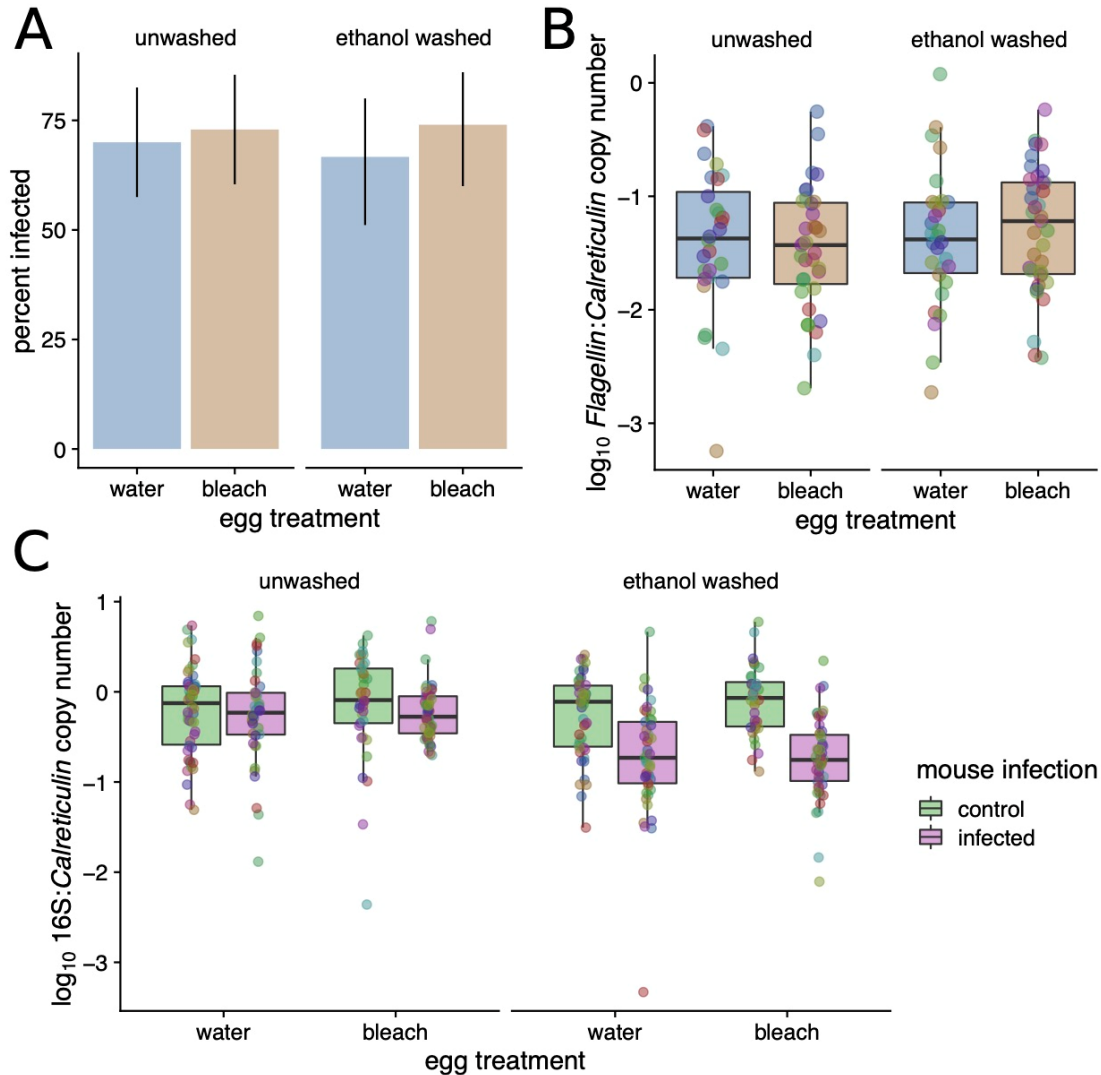 A
unwashed
ethanol washed
percent infected
75
50
25
0
water
bleach
water
bleach
egg treatment
B
unwashed
ethanol washed
log10 Flagellin:Calreticulin copy number
0
−1
−2
−3
water
bleach
water
bleach
egg treatment
C
unwashed
ethanol washed
log10 16S:Calreticulin copy number
1
0
−1
−2
−3
water
bleach
water
bleach
egg treatment
mouse infection
control
infected